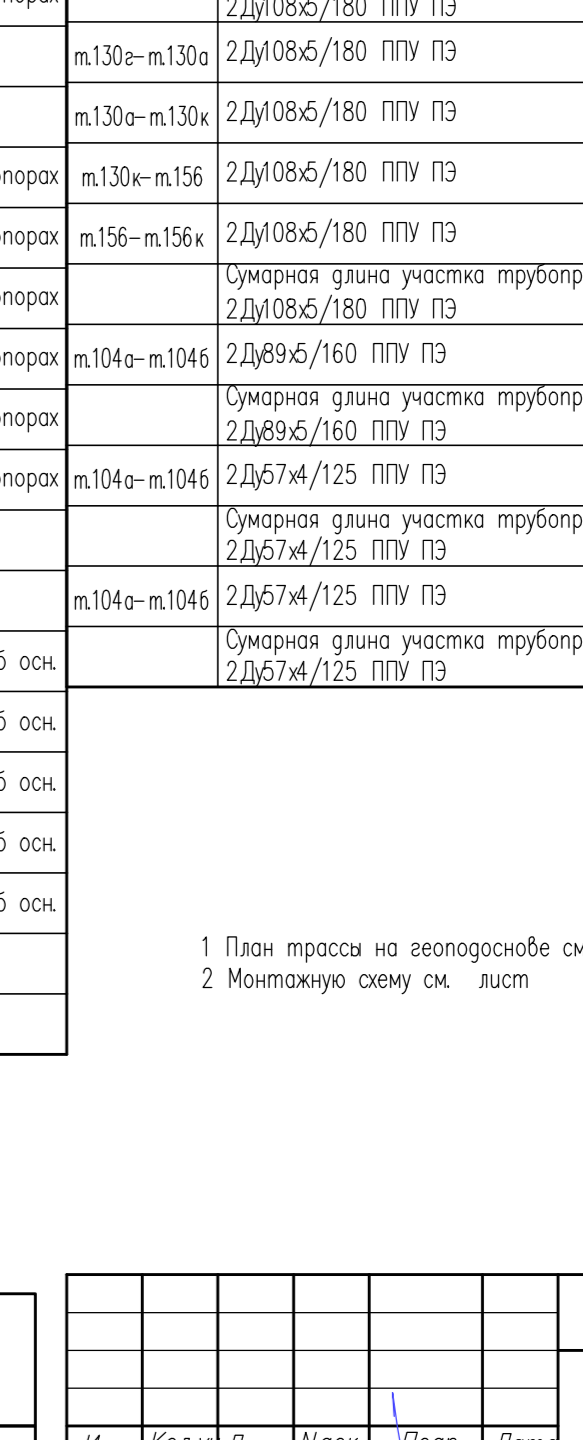 2Ду108х5/180 ППУ ПЭ
т.130г–т.130а 2Ду108х5/180 ППУ ПЭ
т.130а–т.130к 2Ду108х5/180 ППУ ПЭ
т.130к–т.156 2Ду108х5/180 ППУ ПЭ
т.156–т.156к 2Ду108х5/180 ППУ ПЭ
Сумарная длина участка трубопр
2Ду108х5/180 ППУ ПЭ
т.104а–т.104б 2Ду89х5/160 ППУ ПЭ
Сумарная длина участка трубопр
2Ду89х5/160 ППУ ПЭ
т.104а–т.104б 2Ду57х4/125 ППУ ПЭ
Сумарная длина участка трубопр
2Ду57х4/125 ППУ ПЭ
т.104а–т.104б 2Ду57х4/125 ППУ ПЭ
Сумарная длина участка трубопр
2Ду57х4/125 ППУ ПЭ
опорах
опорах
опорах
опорах
опорах
опорах
б осн.
б осн.
б осн.
б осн.
б осн.
1 План трассы на геоподоснове см
2 Монтажную схему см. лист
Кол.уч Nдок Подп. Дата